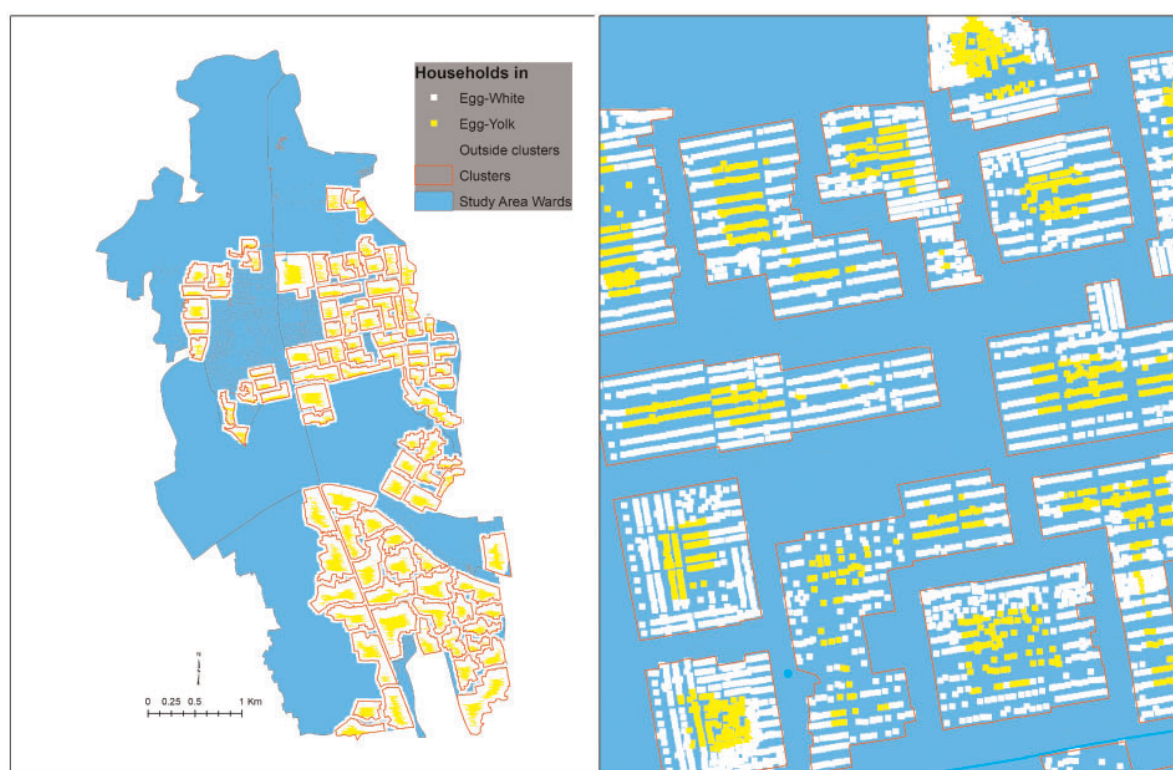 Households in
Egg-White
Egg-Yolk
Outside clusters
Clusters
Study Area Wards
N
0 0.25 0.5 1 Km